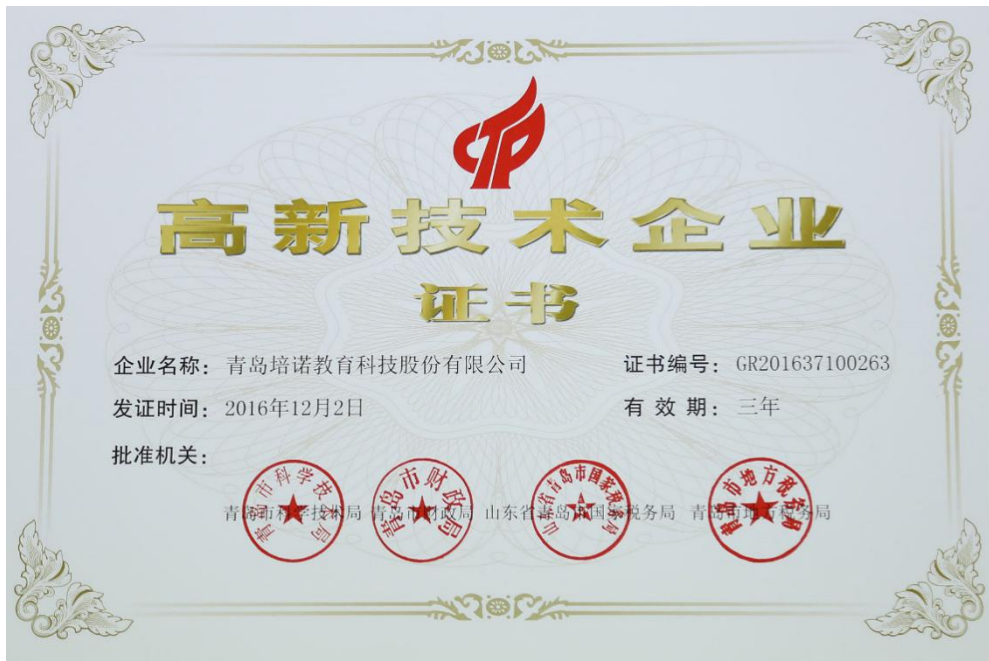 高新技术企业
证书
企业名称：青岛培诺教育科技股份有限公司 证书编号：GR201637100263
发证时间：2016年12月2日 有 效 期：三年
批准机关：
青岛市科学技术局 青岛市财政局 山东省青岛市国家税务局 青岛市地方税务局